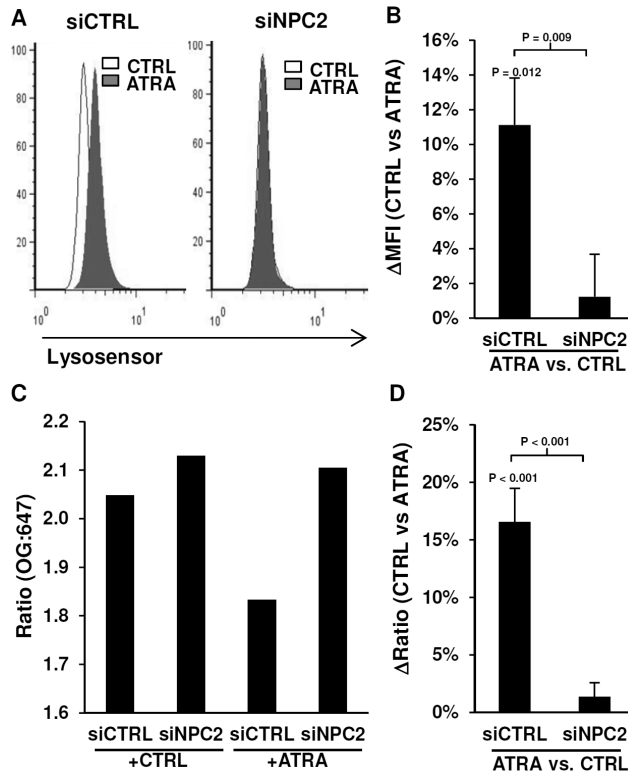 A
siCTRL
siNPC2
CTRL
ATRA
CTRL
ATRA
100
80
60
40
20
100
80
60
40
20
10^0
10^1
10^0
10^1
Lysosensor
B
P = 0.009
P = 0.012
ΔMFI (CTRL vs ATRA)
16%
14%
12%
10%
8%
6%
4%
2%
0%
siCTRL siNPC2
ATRA vs. CTRL
C
Ratio (OG:647)
2.2
2.1
2.0
1.9
1.8
1.7
1.6
siCTRL siNPC2 siCTRL siNPC2
+CTRL +ATRA
D
P < 0.001
P < 0.001
ΔRatio (CTRL vs ATRA)
25%
20%
15%
10%
5%
0%
siCTRL siNPC2
ATRA vs. CTRL